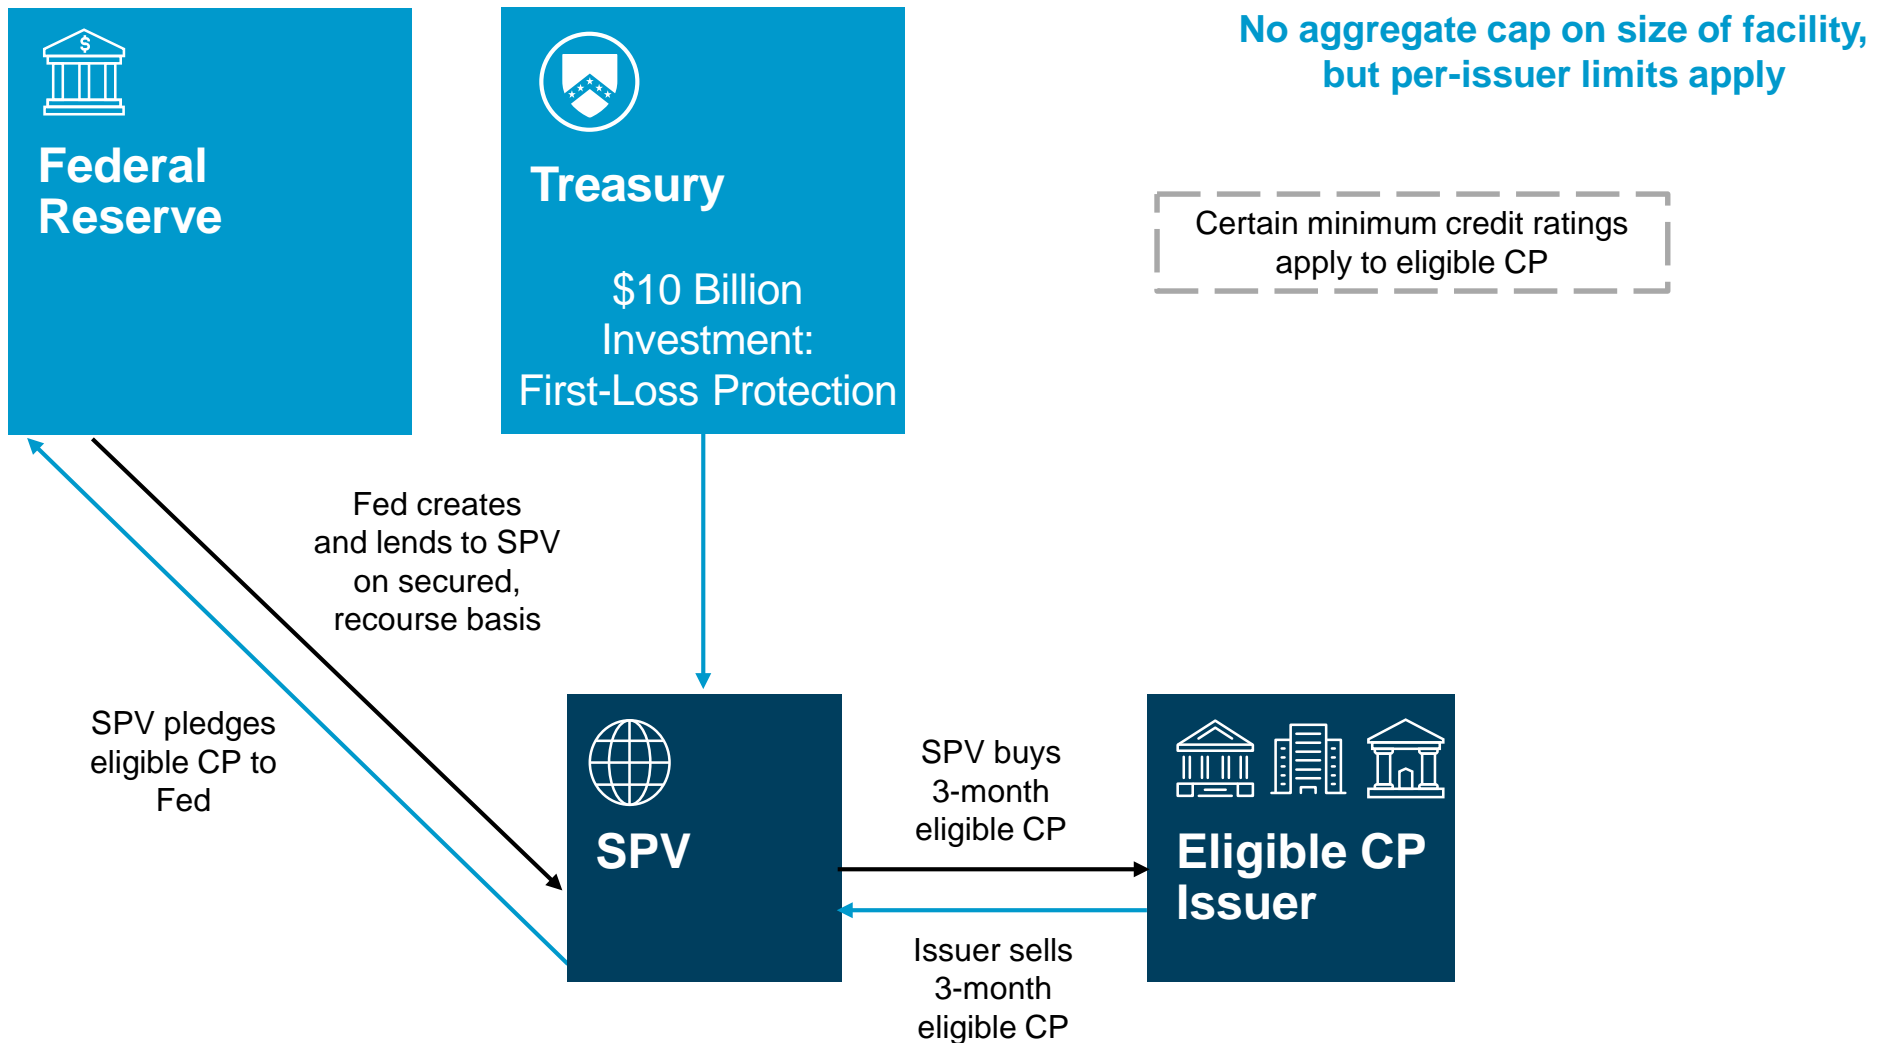 Federal
Reserve
Treasury
$10 Billion
Investment:
First-Loss Protection
No aggregate cap on size of facility,
but per-issuer limits apply
Certain minimum credit ratings
apply to eligible CP
Fed creates
and lends to SPV
on secured,
recourse basis
SPV pledges
eligible CP to
Fed
SPV
SPV buys
3-month
eligible CP
Issuer sells
3-month
eligible CP
Eligible CP
Issuer
$